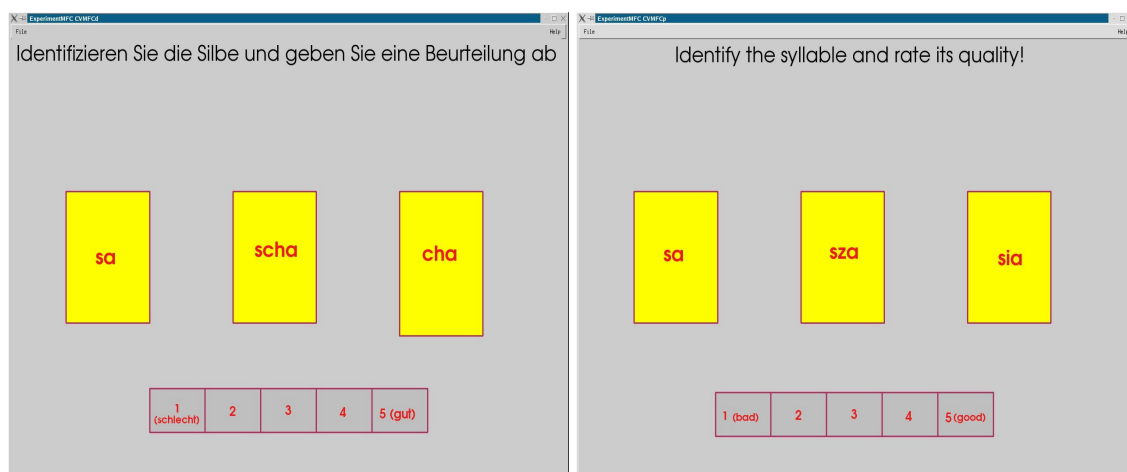 ExperimentMFC CVMFCd
File Help
Identifizieren Sie die Silbe und geben Sie eine Beurteilung ab
sa
scha
cha
1
(schlecht)
2
3
4
5 (gut)
ExperimentMFC CVMFCp
File Help
Identify the syllable and rate its quality!
sa
sza
sia
1 (bad)
2
3
4
5 (good)